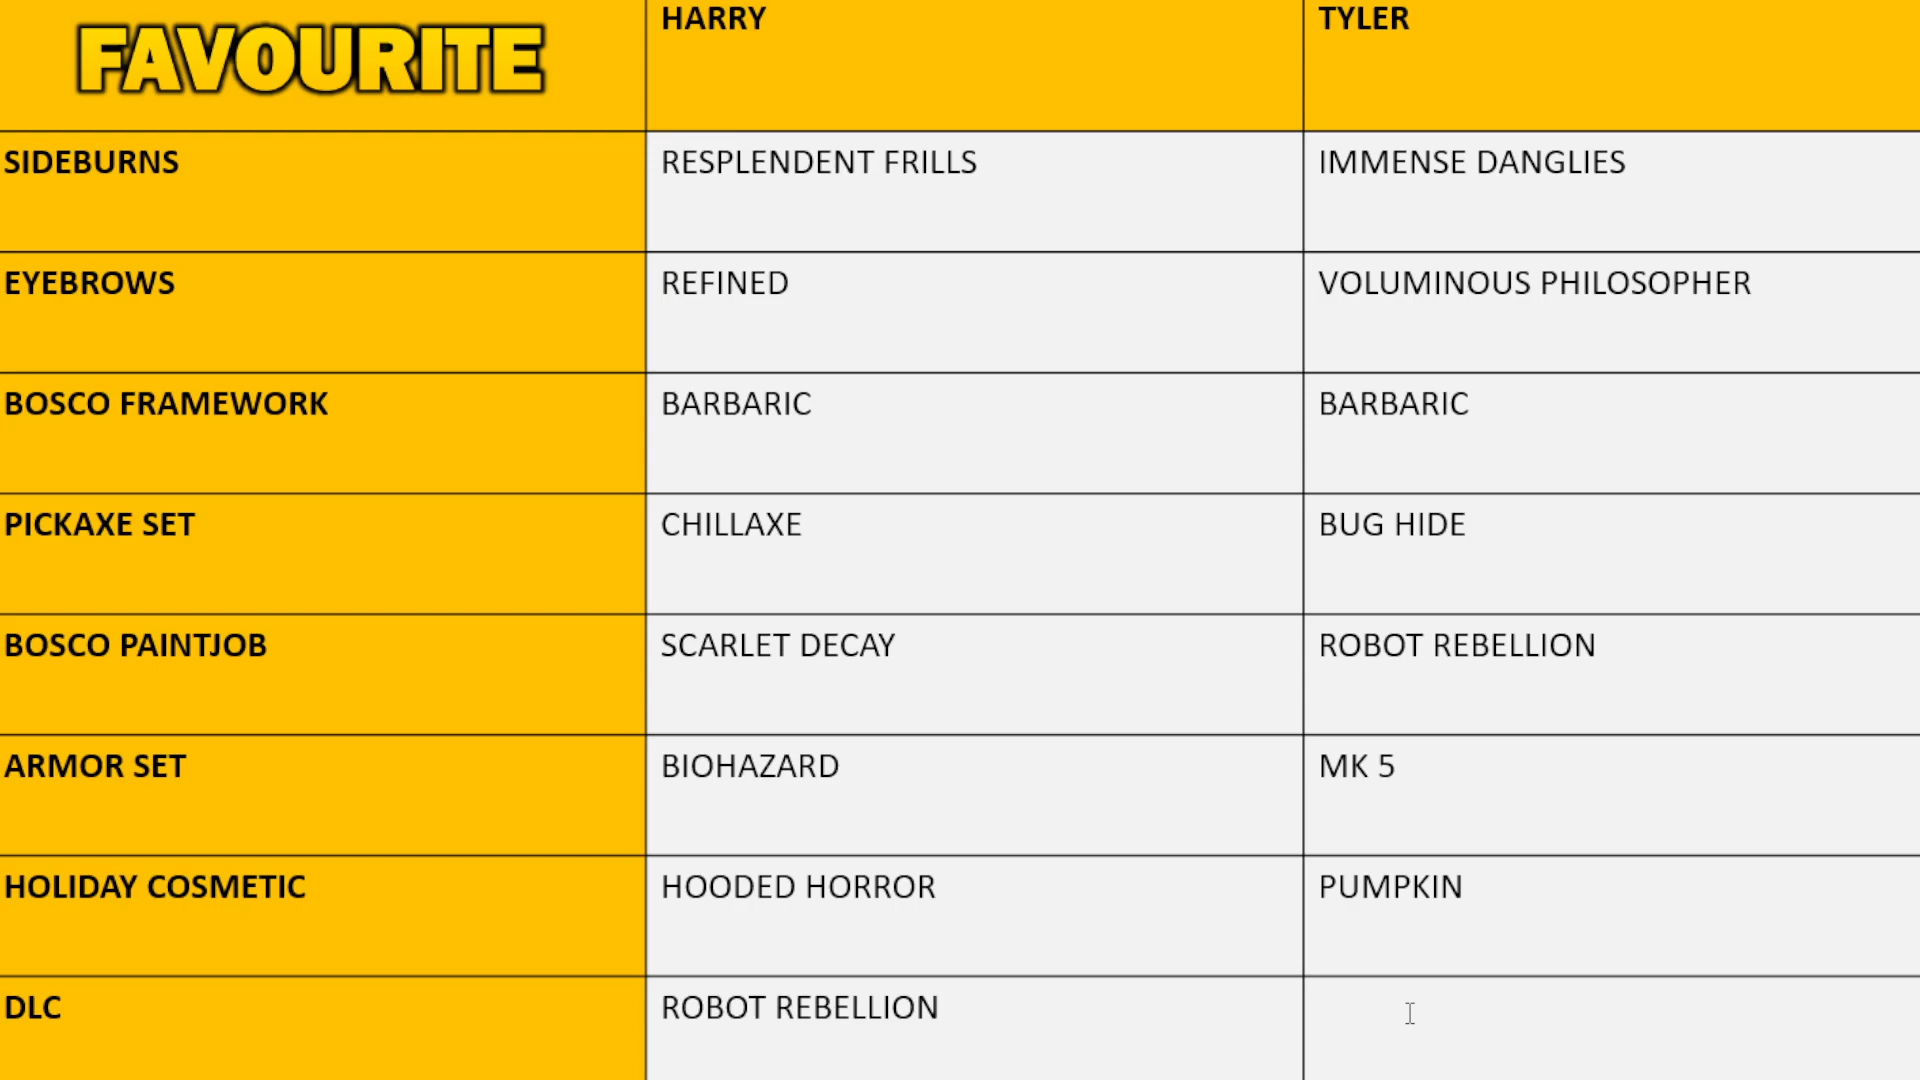 FAVOURITE
HARRY
TYLER
SIDEBURNS
RESPLENDENT FRILLS
IMMENSE DANGLIES
EYEBROWS
REFINED
VOLUMINOUS PHILOSOPHER
BOSCO FRAMEWORK
BARBARIC
BARBARIC
PICKAXE SET
CHILLAXE
BUG HIDE
BOSCO PAINTJOB
SCARLET DECAY
ROBOT REBELLION
ARMOR SET
BIOHAZARD
MK 5
HOLIDAY COSMETIC
HOODED HORROR
PUMPKIN
DLC
ROBOT REBELLION